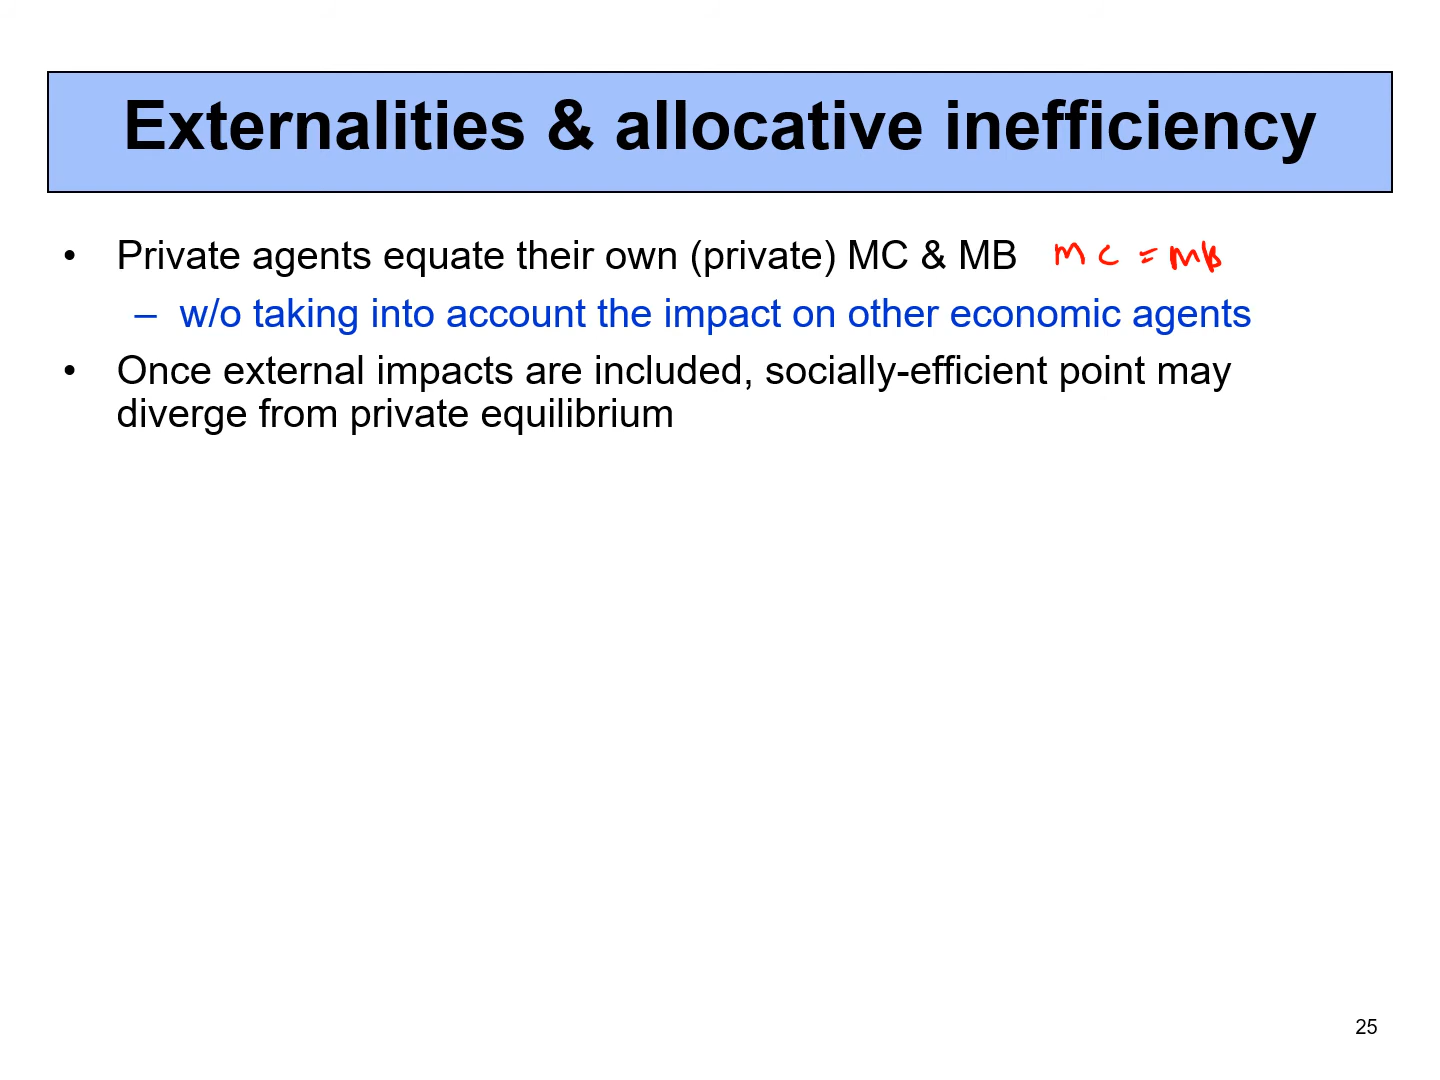 Externalities & allocative inefficiency
• Private agents equate their own (private) MC & MB MC = MB
– w/o taking into account the impact on other economic agents
• Once external impacts are included, socially-efficient point may
diverge from private equilibrium
25